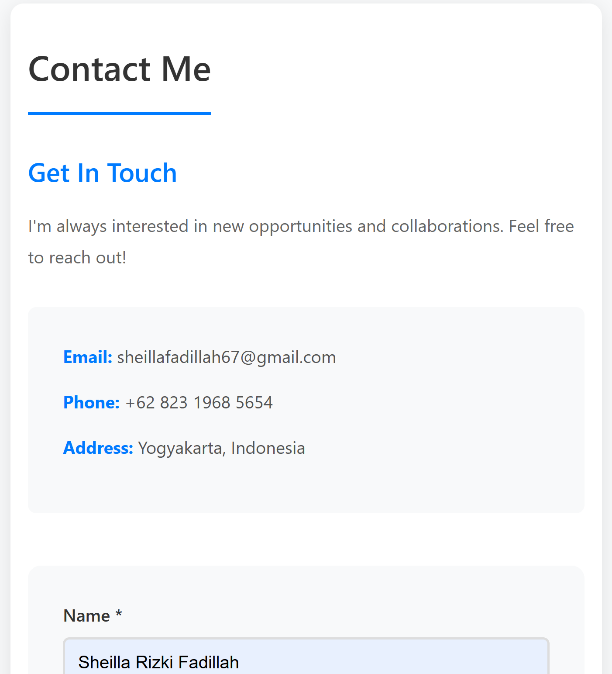 Contact Me
Get In Touch
I'm always interested in new opportunities and collaborations. Feel free
to reach out!
Email: sheillafadillah67@gmail.com
Phone: +62 823 1968 5654
Address: Yogyakarta, Indonesia
Name *
Sheilla Rizki Fadillah